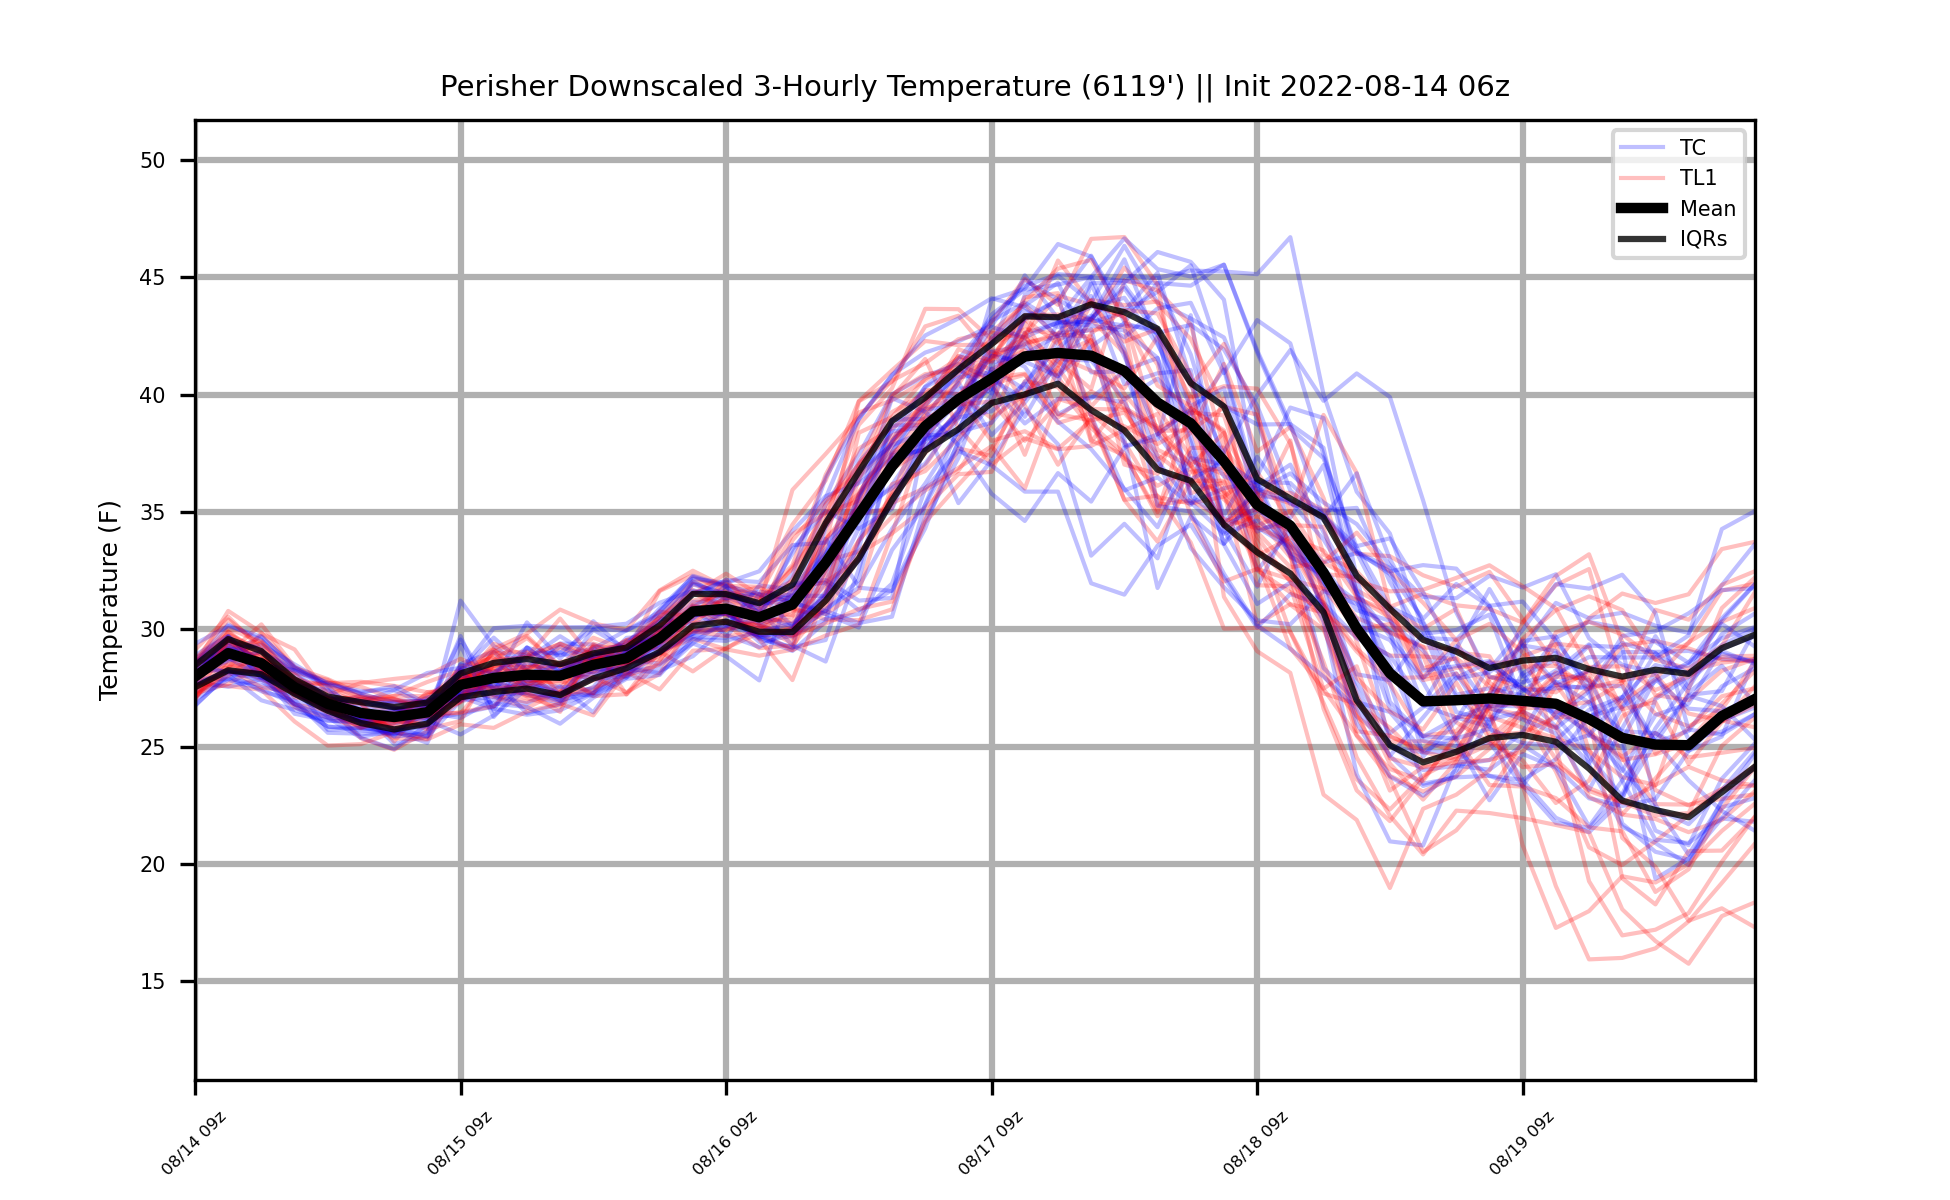 Perisher Downscaled 3-Hourly Temperature (6119') || Init 2022-08-14 06z
TC
TL1
Mean
IQRs
Temperature (F)
50
45
40
35
30
25
20
15
08/14 09z
08/15 09z
08/16 09z
08/17 09z
08/18 09z
08/19 09z